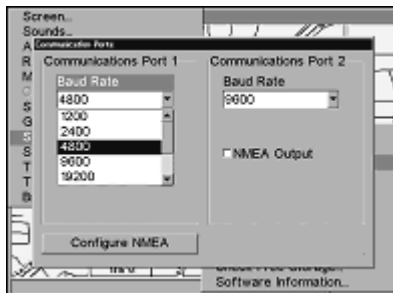 Screen...
Sounds...
Communication Ports
Communications Port 1
Baud Rate
4800
1200
2400
4800
9600
19200
Communications Port 2
Baud Rate
9600
NMEA Output
Configure NMEA
Software Information...